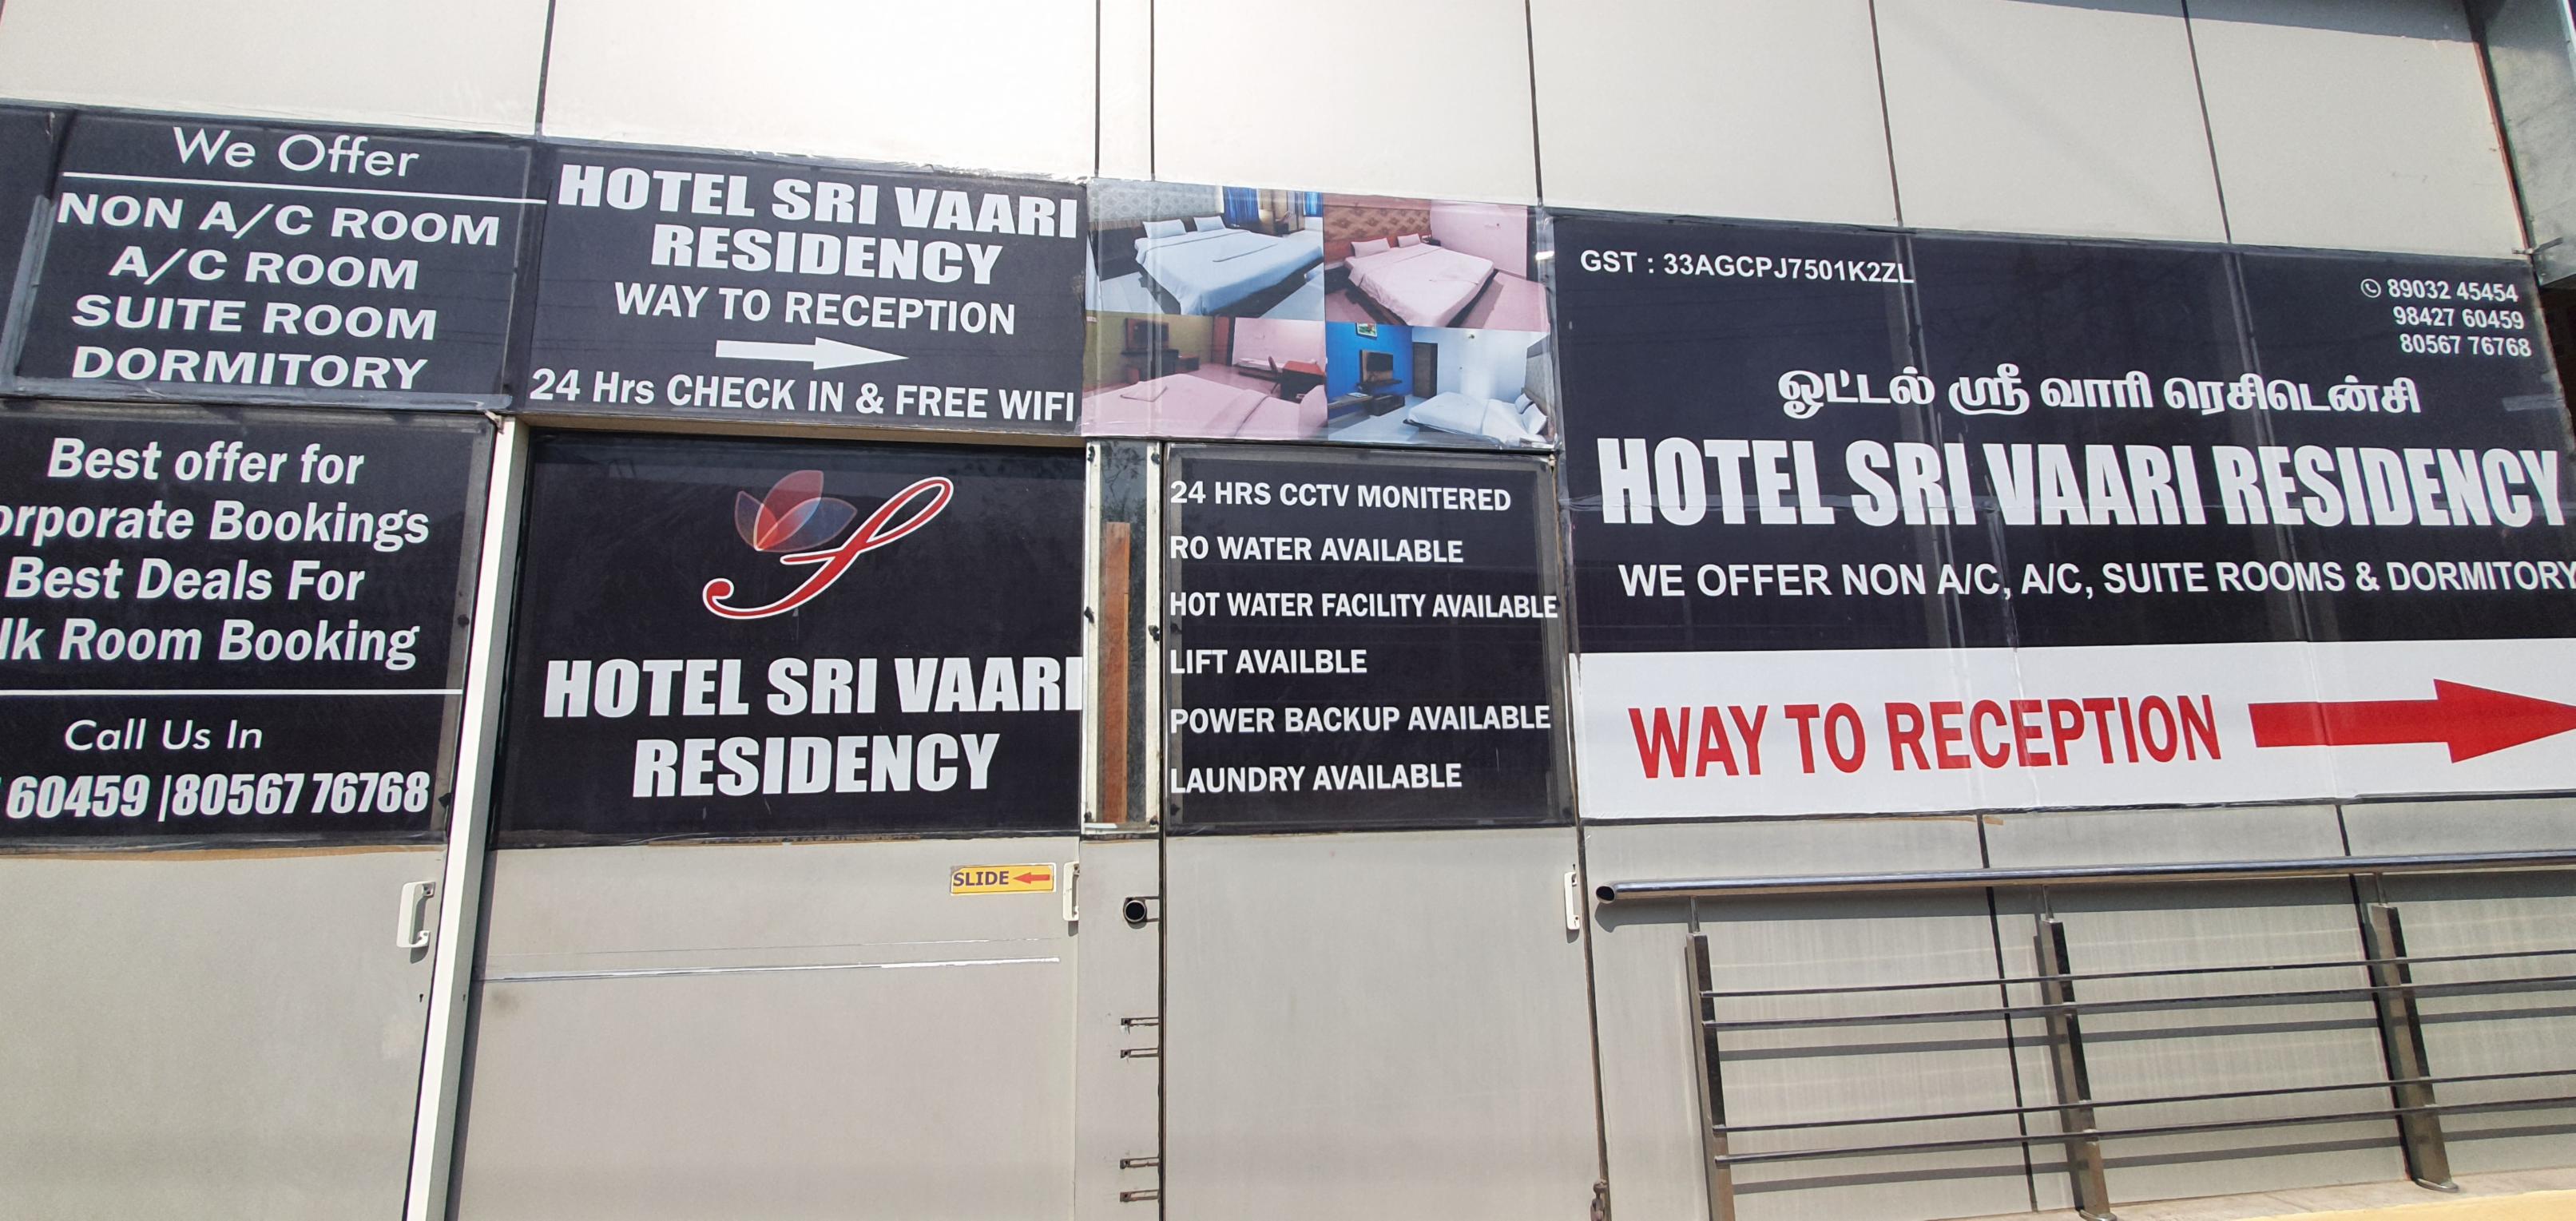 We Offer
NON A/C ROOM
A/C ROOM
SUITE ROOM
DORMITORY
Best offer for
orporate Bookings
Best Deals For
lk Room Booking
Call Us In
60459 | 80567 76768
HOTEL SRI VAARI
RESIDENCY
WAY TO RECEPTION
24 Hrs CHECK IN & FREE WIFI
HOTEL SRI VAARI
RESIDENCY
SLIDE
24 HRS CCTV MONITERED
RO WATER AVAILABLE
HOT WATER FACILITY AVAILABLE
LIFT AVAILBLE
POWER BACKUP AVAILABLE
LAUNDRY AVAILABLE
GST : 33AGCPJ7501K2ZL
89032 45454
98427 60459
80567 76768
ஓட்டல் ஸ்ரீ வாரி ரெசிடென்சி
HOTEL SRI VAARI RESIDENCY
WE OFFER NON A/C, A/C, SUITE ROOMS & DORMITORY
WAY TO RECEPTION